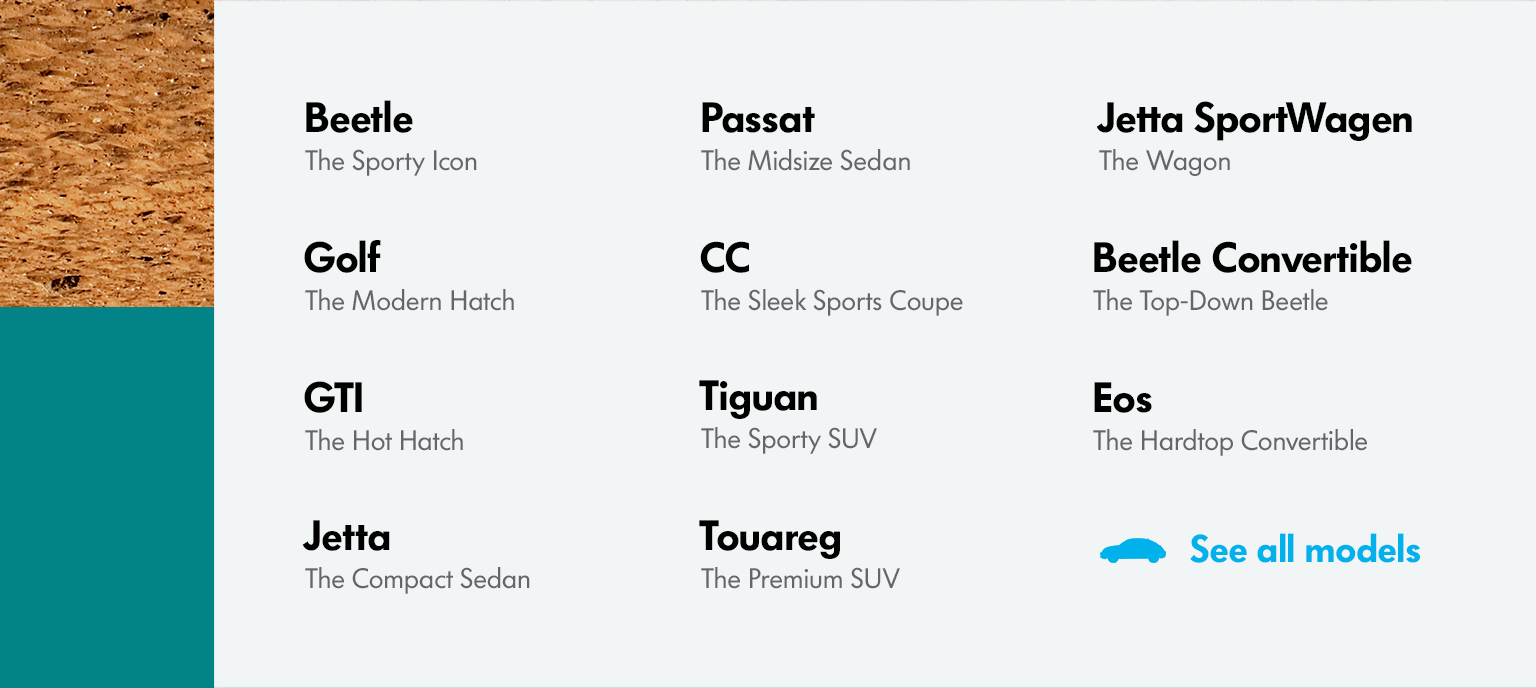 Beetle
The Sporty Icon
Golf
The Modern Hatch
GTI
The Hot Hatch
Jetta
The Compact Sedan
Passat
The Midsize Sedan
CC
The Sleek Sports Coupe
Tiguan
The Sporty SUV
Touareg
The Premium SUV
Jetta SportWagen
The Wagon
Beetle Convertible
The Top-Down Beetle
Eos
The Hardtop Convertible
See all models